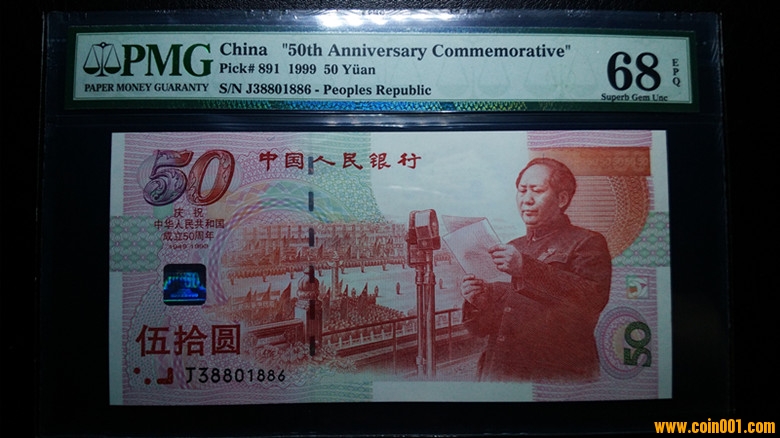 PMG
PAPER MONEY GUARANTY
China "50th Anniversary Commemorative"
Pick# 891 1999 50 Yüan
S/N J38801886 - Peoples Republic
68 EPQ
Superb Gem Unc
50
中国人民银行
庆祝
中华人民共和国
成立50周年
1949-1999
伍拾圆
J38801886
50
www.coin001.com